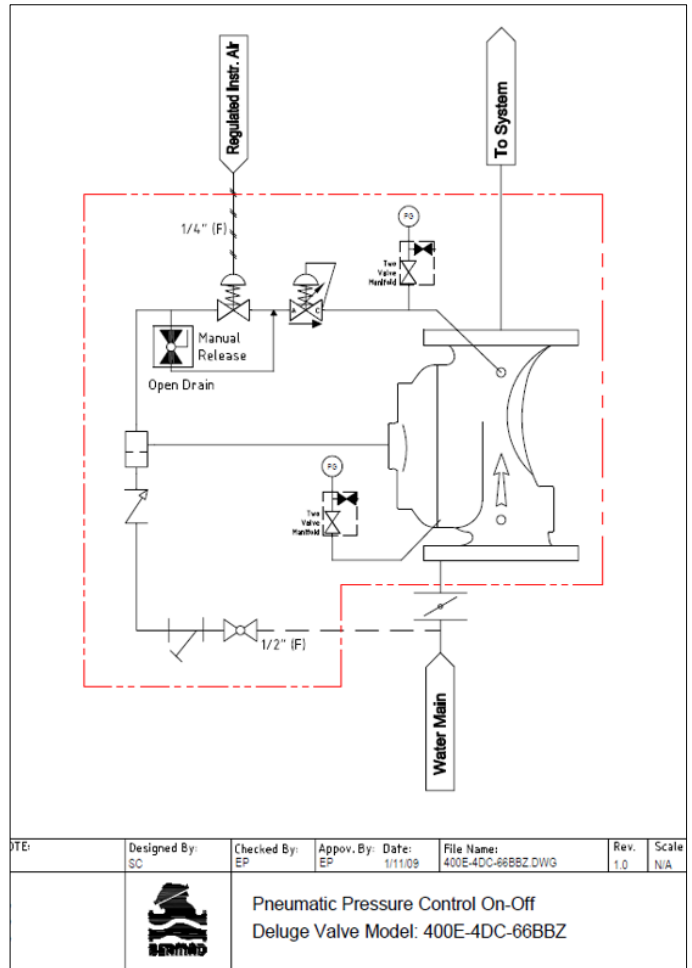 Regulated Instr. Air
To System
1/4" (F)
PG
Two
Valve
Manifold
A C
Manual
Release
Open Drain
PG
Two
Valve
Manifold
1/2" (F)
Water Main
OTE:
Designed By:
SC
Checked By:
EP
Appov. By:
EP
Date:
1/11/09
File Name:
400E-4DC-66BBZ.DWG
Rev.
1.0
Scale
N/A
BERMAD
Pneumatic Pressure Control On-Off
Deluge Valve Model: 400E-4DC-66BBZ